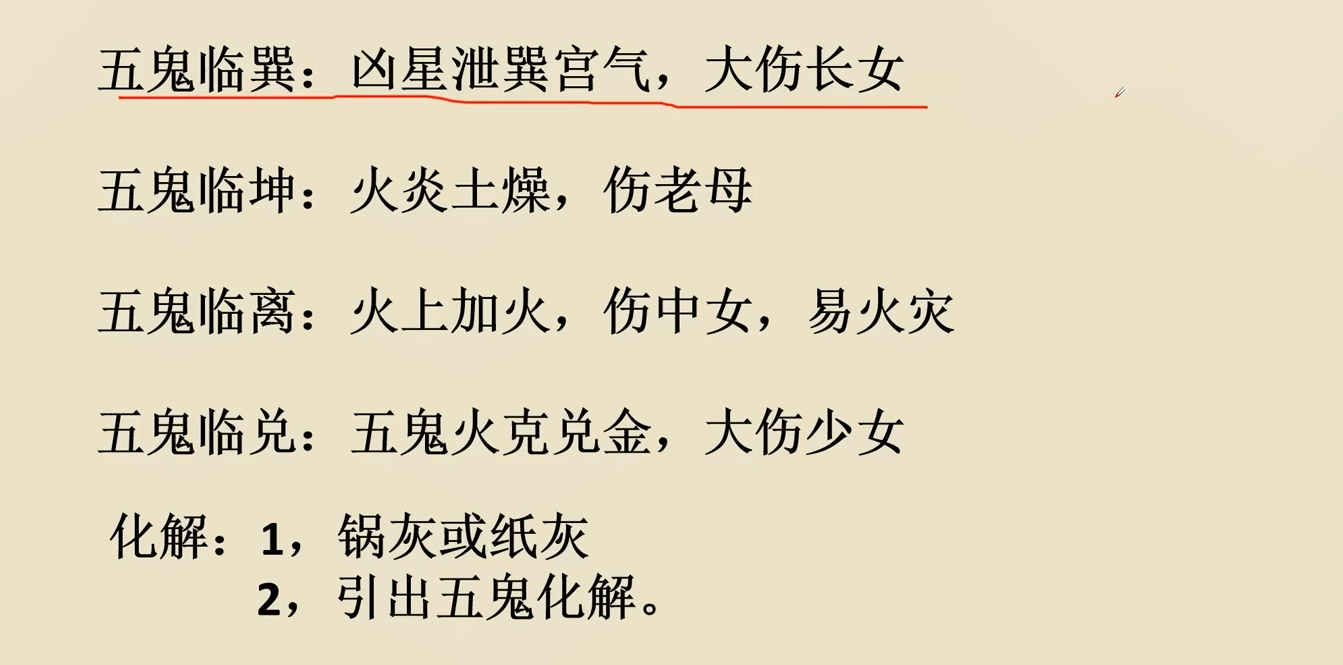 五鬼临巽：凶星泄巽宫气，大伤长女
五鬼临坤：火炎土燥，伤老母
五鬼临离：火上加火，伤中女，易火灾
五鬼临兑：五鬼火克兑金，大伤少女
化解：1，锅灰或纸灰
2，引出五鬼化解。